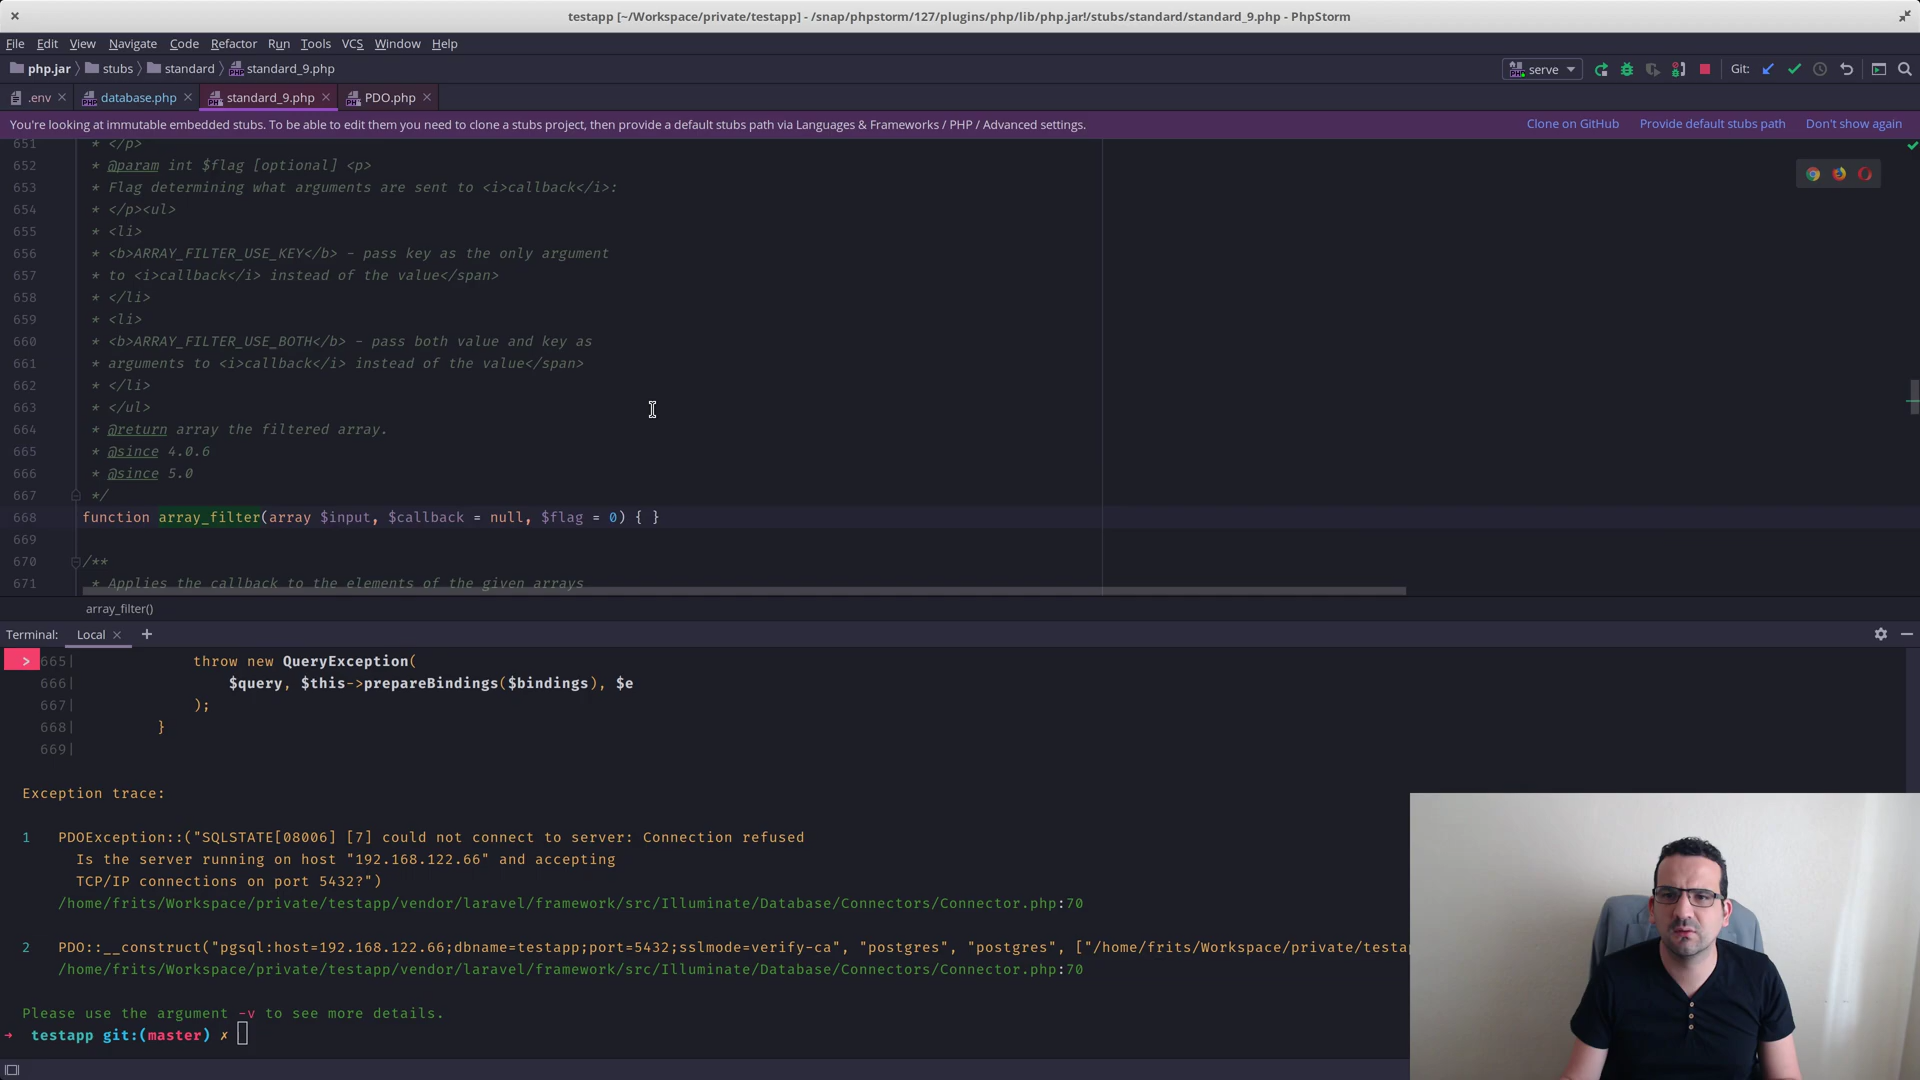 testapp [~/Workspace/private/testapp] - /snap/phpstorm/127/plugins/php/lib/php.jar!/stubs/standard/standard_9.php - PhpStorm
File Edit View Navigate Code Refactor Run Tools VCS Window Help
php.jar stubs standard standard_9.php serve Git:
.env database.php standard_9.php PDO.php
You're looking at immutable embedded stubs. To be able to edit them you need to clone a stubs project, then provide a default stubs path via Languages & Frameworks / PHP / Advanced settings. Clone on GitHub Provide default stubs path Don't show again
651 * </p>
652 * @param int $flag [optional] <p>
653 * Flag determining what arguments are sent to <i>callback</i>:
654 * </p><ul>
655 * <li>
656 * <b>ARRAY_FILTER_USE_KEY</b> - pass key as the only argument
657 * to <i>callback</i> instead of the value</span>
658 * </li>
659 * <li>
660 * <b>ARRAY_FILTER_USE_BOTH</b> - pass both value and key as
661 * arguments to <i>callback</i> instead of the value</span>
662 * </li>
663 * </ul>
664 * @return array the filtered array.
665 * @since 4.0.6
666 * @since 5.0
667 */
668 function array_filter(array $input, $callback = null, $flag = 0) { }
669
670 /**
671 * Applies the callback to the elements of the given arrays
array_filter()
Terminal: Local × +
> 665| throw new QueryException(
666| $query, $this->prepareBindings($bindings), $e
667| );
668| }
669|
Exception trace:
1 PDOException::("SQLSTATE[08006] [7] could not connect to server: Connection refused
Is the server running on host "192.168.122.66" and accepting
TCP/IP connections on port 5432?")
/home/frits/Workspace/private/testapp/vendor/laravel/framework/src/Illuminate/Database/Connectors/Connector.php:70
2 PDO::__construct("pgsql:host=192.168.122.66;dbname=testapp;port=5432;sslmode=verify-ca", "postgres", "postgres", ["/home/frits/Workspace/private/testap
/home/frits/Workspace/private/testapp/vendor/laravel/framework/src/Illuminate/Database/Connectors/Connector.php:70
Please use the argument -v to see more details.
→ testapp git:(master) ✗